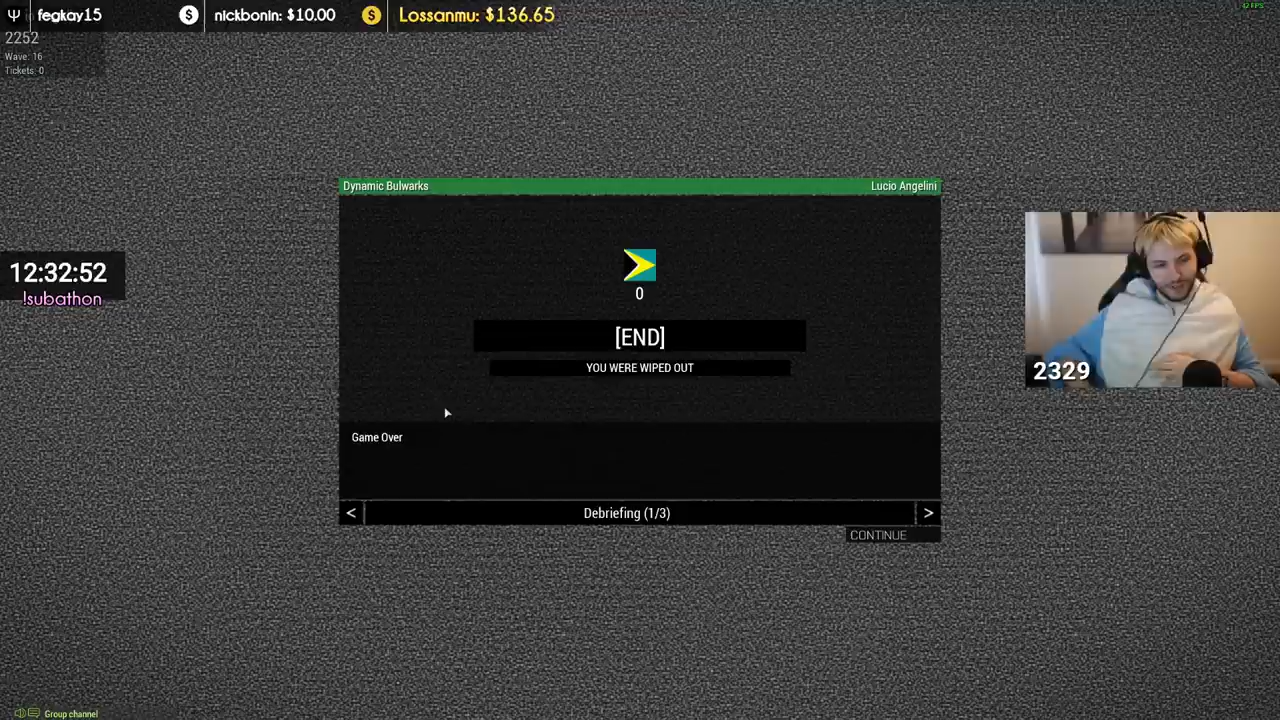 fegkay15
nickbonin: $10.00
Lossanmu: $136.65
2252
Wave: 16
Tickets: 0
Dynamic Bulwarks
Lucio Angelini
12:32:52
!subathon
0
[END]
YOU WERE WIPED OUT
2329
Game Over
< Debriefing (1/3) >
CONTINUE
Group channel